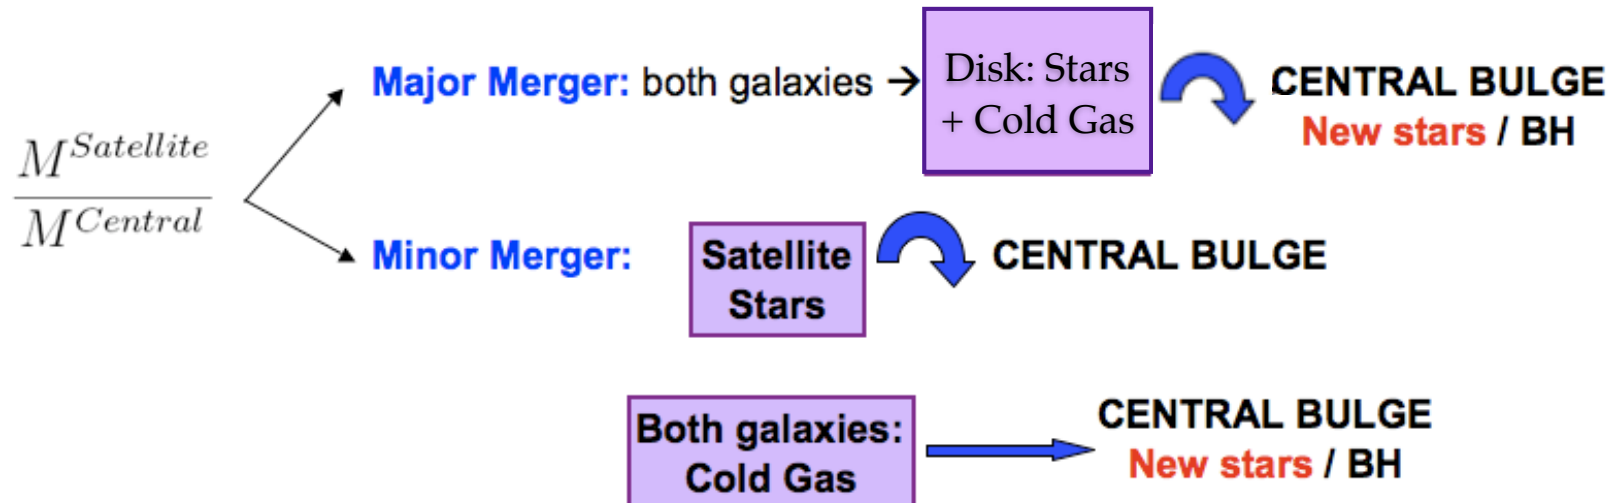 M^{Satellite}
M^{Central}
Major Merger: both galaxies →
Disk: Stars
+ Cold Gas
CENTRAL BULGE
New stars / BH
Minor Merger:
Satellite
Stars
CENTRAL BULGE
Both galaxies:
Cold Gas
CENTRAL BULGE
New stars / BH